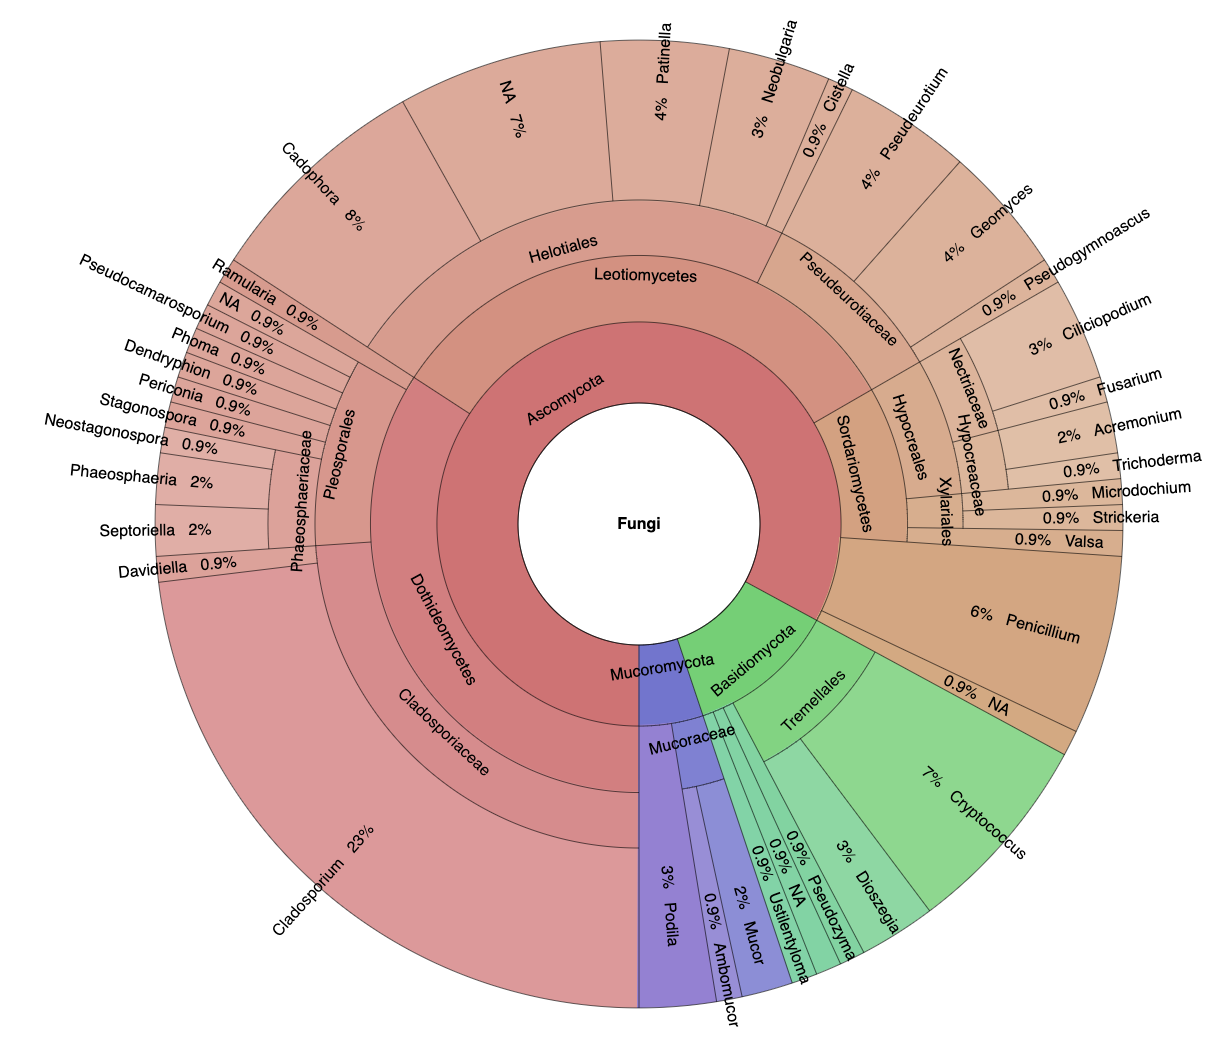 Fungi
Ascomycota
Basidiomycota
Mucoromycota
Leotiomycetes
Helotiales
Pseudeurotiaceae
Sordariomycetes
Hypocreales
Nectriaceae
Hypocreaceae
Xylariales
Dothideomycetes
Pleosporales
Phaeosphaeriaceae
Cladosporiaceae
Tremellales
Mucoraceae
Cadophora 8%
NA 7%
4% Patinella
3% Neobulgaria
0.9% Cistella
4% Pseudeurotium
4% Geomyces
0.9% Pseudogymnoascus
3% Ciliciopodium
0.9% Fusarium
2% Acremonium
0.9% Trichoderma
0.9% Microdochium
0.9% Strickeria
0.9% Valsa
6% Penicillium
0.9% NA
7% Cryptococcus
3% Dioszegia
0.9% Pseudozyma
0.9% NA
0.9% Ustilentyloma
2% Mucor
0.9% Ambomucor
3% Podila
Cladosporium 23%
Davidiella 0.9%
Septoriella 2%
Phaeosphaeria 2%
Neostagonospora 0.9%
Stagonospora 0.9%
Periconia 0.9%
Dendryphion 0.9%
Phoma 0.9%
Pseudocamarosporium 0.9%
NA 0.9%
Ramularia 0.9%